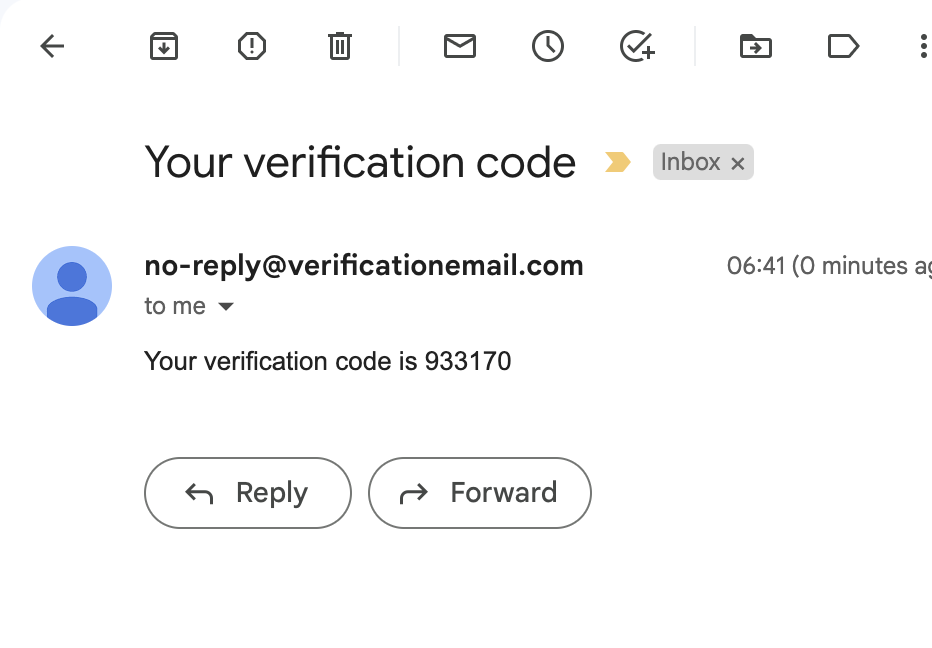 Your verification code
Inbox ×
no-reply@verificationemail.com
06:41 (0 minutes ag
to me
Your verification code is 933170
Reply
Forward